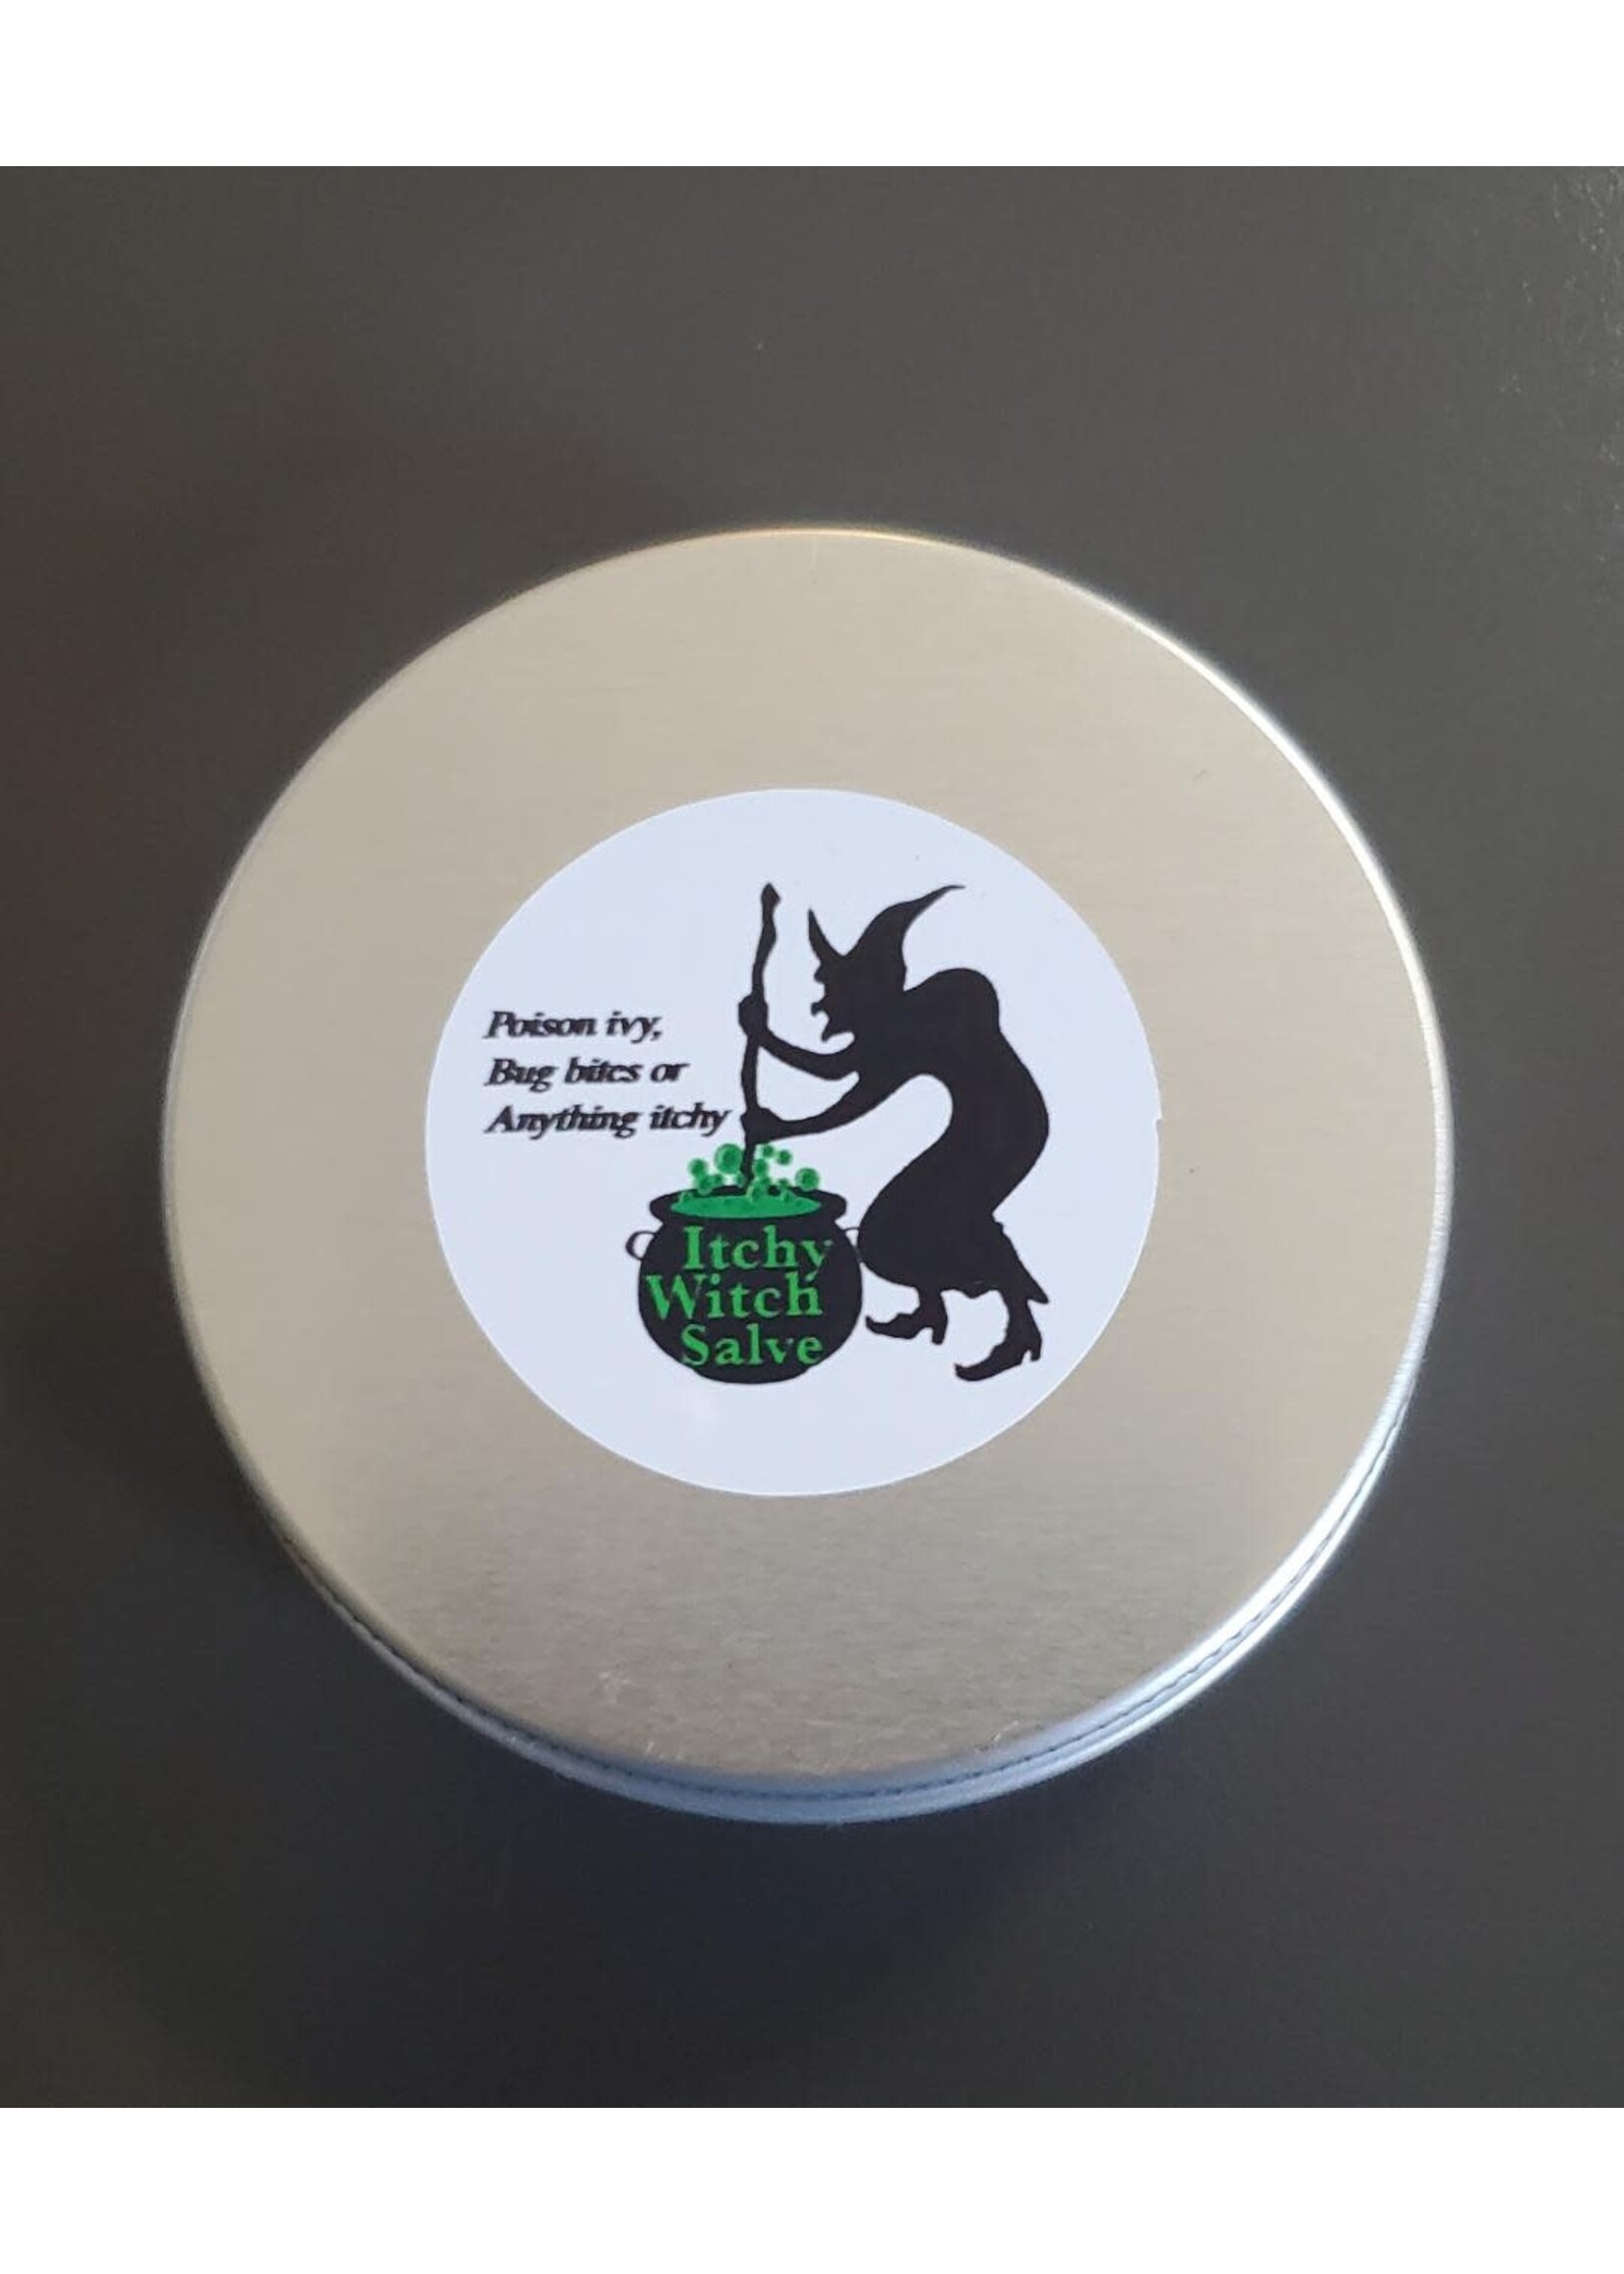 Poison ivy,
Bug bites or
Anything itchy
Itchy
Witch
Salve